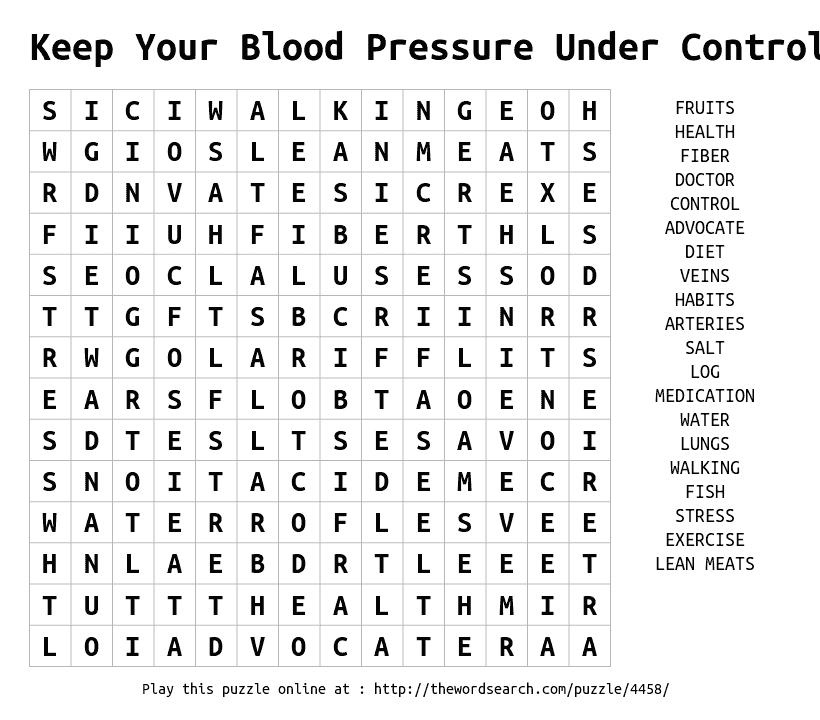 Keep Your Blood Pressure Under Control
S I C I W A L K I N G E O H
W G I O S L E A N M E A T S
R D N V A T E S I C R E X E
F I I U H F I B E R T H L S
S E O C L A L U S E S S O D
T T G F T S B C R I I N R R
R W G O L A R I F F L I T S
E A R S F L O B T A O E N E
S D T E S L T S E S A V O I
S N O I T A C I D E M E C R
W A T E R R O F L E S V E E
H N L A E B D R T L E E E T
T U T T T H E A L T H M I R
L O I A D V O C A T E R A A
FRUITS
HEALTH
FIBER
DOCTOR
CONTROL
ADVOCATE
DIET
VEINS
HABITS
ARTERIES
SALT
LOG
MEDICATION
WATER
LUNGS
WALKING
FISH
STRESS
EXERCISE
LEAN MEATS
Play this puzzle online at : http://thewordsearch.com/puzzle/4458/